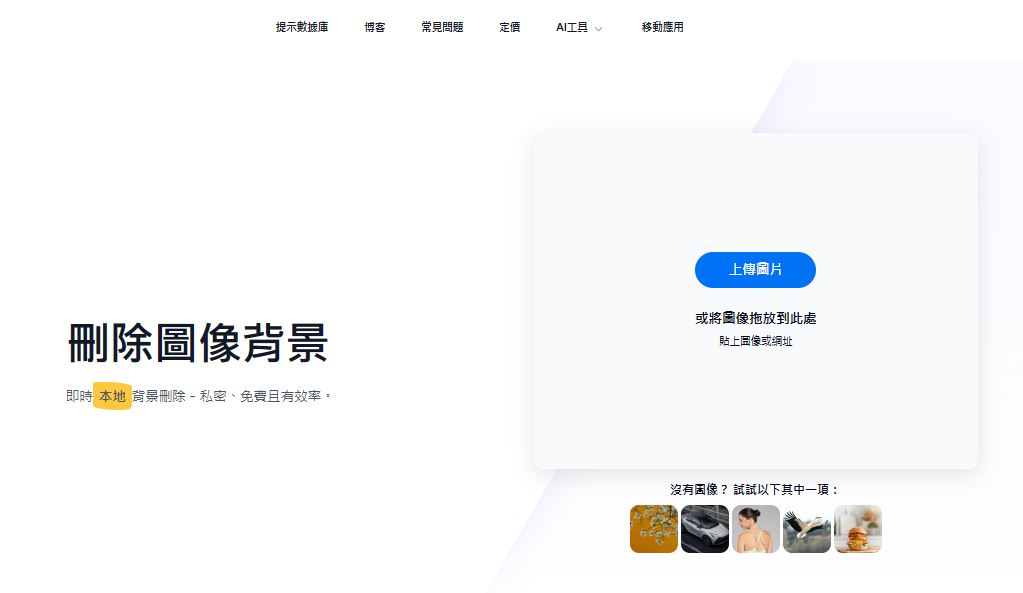 提示數據庫 博客 常見問題 定價 AI工具 移動應用
上傳圖片
或將圖像拖放到此處
貼上圖像或網址
刪除圖像背景
即時 本地 背景刪除 - 私密、免費且有效率。
沒有圖像？ 試試以下其中一項：